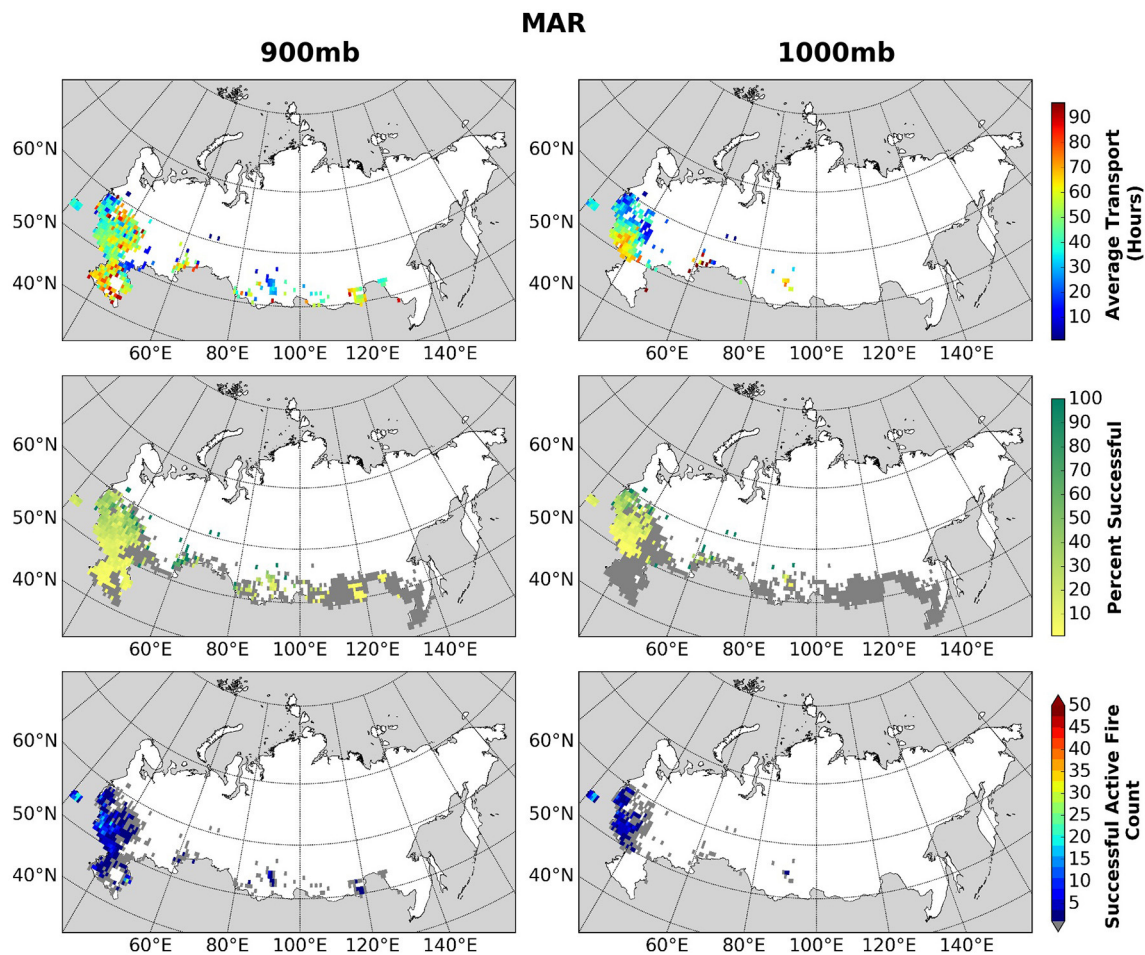 MAR
900mb
1000mb
60°N
50°N
40°N
60°E
80°E
100°E
120°E
140°E
60°N
50°N
40°N
60°E
80°E
100°E
120°E
140°E
90
80
70
60
50
40
30
20
10
Average Transport
(Hours)
60°N
50°N
40°N
60°E
80°E
100°E
120°E
140°E
60°N
50°N
40°N
60°E
80°E
100°E
120°E
140°E
100
90
80
70
60
50
40
30
20
10
Percent Successful
60°N
50°N
40°N
60°E
80°E
100°E
120°E
140°E
60°N
50°N
40°N
60°E
80°E
100°E
120°E
140°E
50
45
40
35
30
25
20
15
10
5
Successful Active Fire
Count